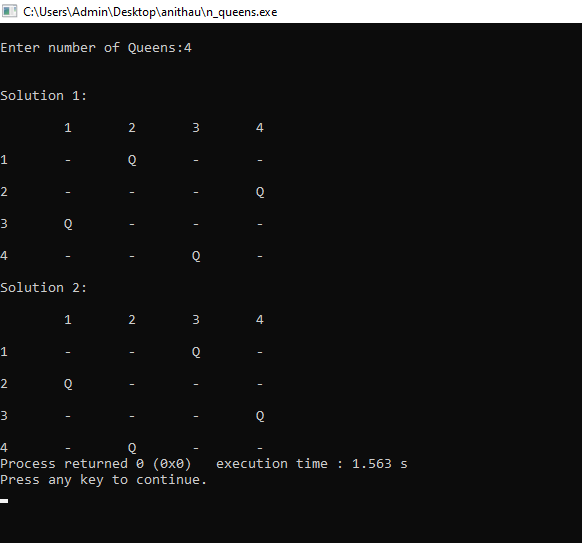 C:\Users\Admin\Desktop\anithau\n_queens.exe
Enter number of Queens:4
Solution 1:
1 2 3 4
1 - Q - -
2 - - - Q
3 Q - - -
4 - - Q -
Solution 2:
1 2 3 4
1 - - Q -
2 Q - - -
3 - - - Q
4 - Q - -
Process returned 0 (0x0)   execution time : 1.563 s
Press any key to continue.